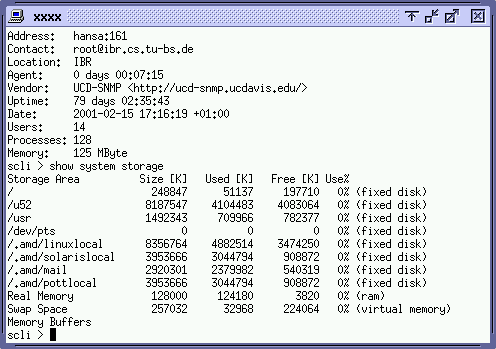 xxxx
Address:   hansa:161
Contact:   root@ibr.cs.tu-bs.de
Location:  IBR
Agent:     0 days 00:07:15
Vendor:    UCD-SNMP <http://ucd-snmp.ucdavis.edu/>
Uptime:    79 days 02:35:43
Date:      2001-02-15 17:16:19 +01:00
Users:     14
Processes: 128
Memory:    125 MByte
scli > show system storage
Storage Area         Size [K]   Used [K]   Free [K] Use%
/                      248847      51137     197710   0% (fixed disk)
/u52                  8187547    4104483    4083064   0% (fixed disk)
/usr                  1492343     709966     782377   0% (fixed disk)
/dev/pts                    0          0          0   0% (fixed disk)
/.amd/linuxlocal      8356764    4882514    3474250   0% (fixed disk)
/.amd/solarislocal    3953666    3044794     908872   0% (fixed disk)
/.amd/mail            2920301    2379982     540319   0% (fixed disk)
/.amd/pottlocal       3953666    3044794     908872   0% (fixed disk)
Real Memory            128000     124180       3820   0% (ram)
Swap Space             257032      32968     224064   0% (virtual memory)
Memory Buffers
scli >